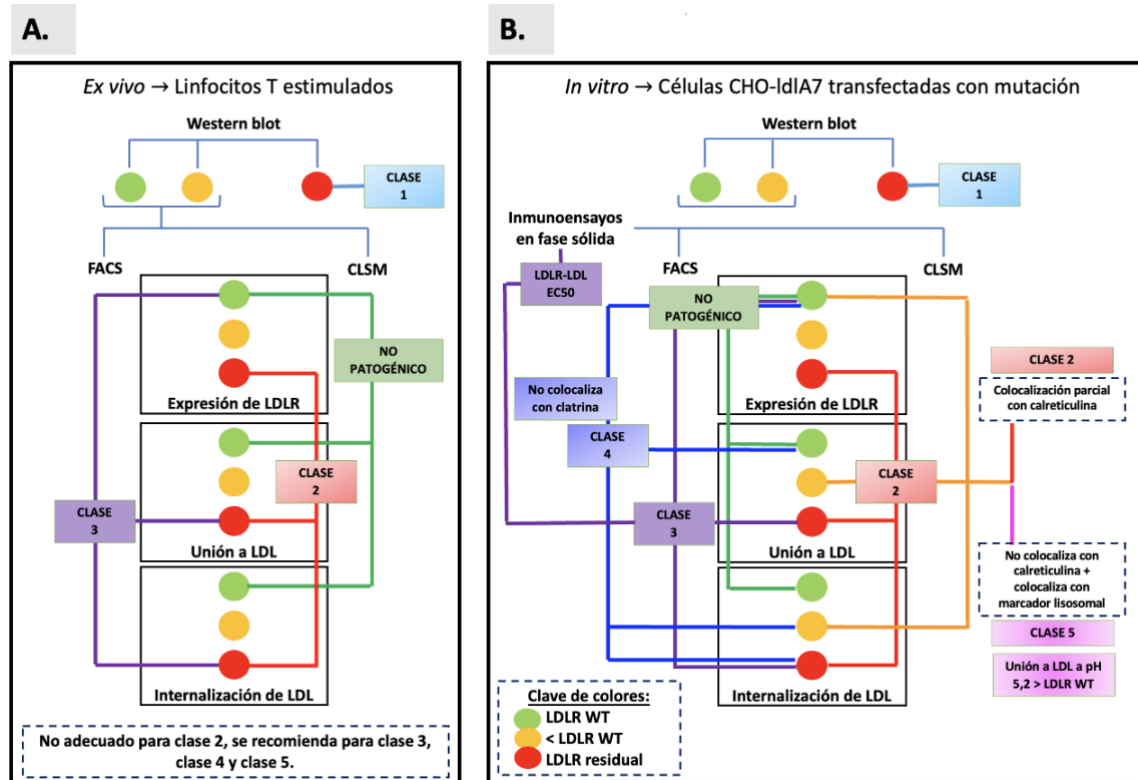 A.
Ex vivo → Linfocitos T estimulados
Western blot
CLASE
1
FACS
CLSM
NO
PATOGÉNICO
Expresión de LDLR
CLASE
2
CLASE
3
Unión a LDL
Internalización de LDL
No adecuado para clase 2, se recomienda para clase 3,
clase 4 y clase 5.
B.
In vitro → Células CHO-ldlA7 transfectadas con mutación
Western blot
CLASE
1
Inmunoensayos
en fase sólida
FACS
CLSM
LDLR-LDL
EC50
NO
PATOGÉNICO
Expresión de LDLR
No colocaliza
con clatrina
CLASE
4
CLASE
2
CLASE
3
Unión a LDL
Internalización de LDL
CLASE 2
Colocalización parcial
con calreticulina
No colocaliza con
calreticulina +
colocaliza con
marcador lisosomal
CLASE 5
Unión a LDL a pH
5,2 > LDLR WT
Clave de colores:
LDLR WT
< LDLR WT
LDLR residual